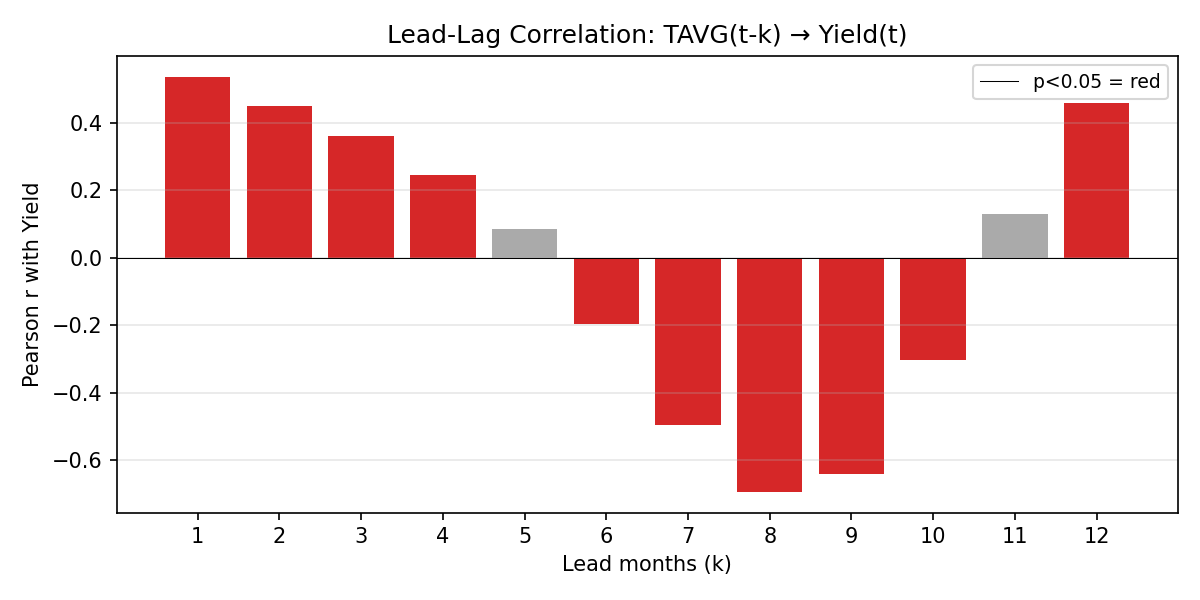 Lead-Lag Correlation: TAVG(t-k) → Yield(t)
p<0.05 = red
Pearson r with Yield
0.4
0.2
0.0
−0.2
−0.4
−0.6
1 2 3 4 5 6 7 8 9 10 11 12
Lead months (k)